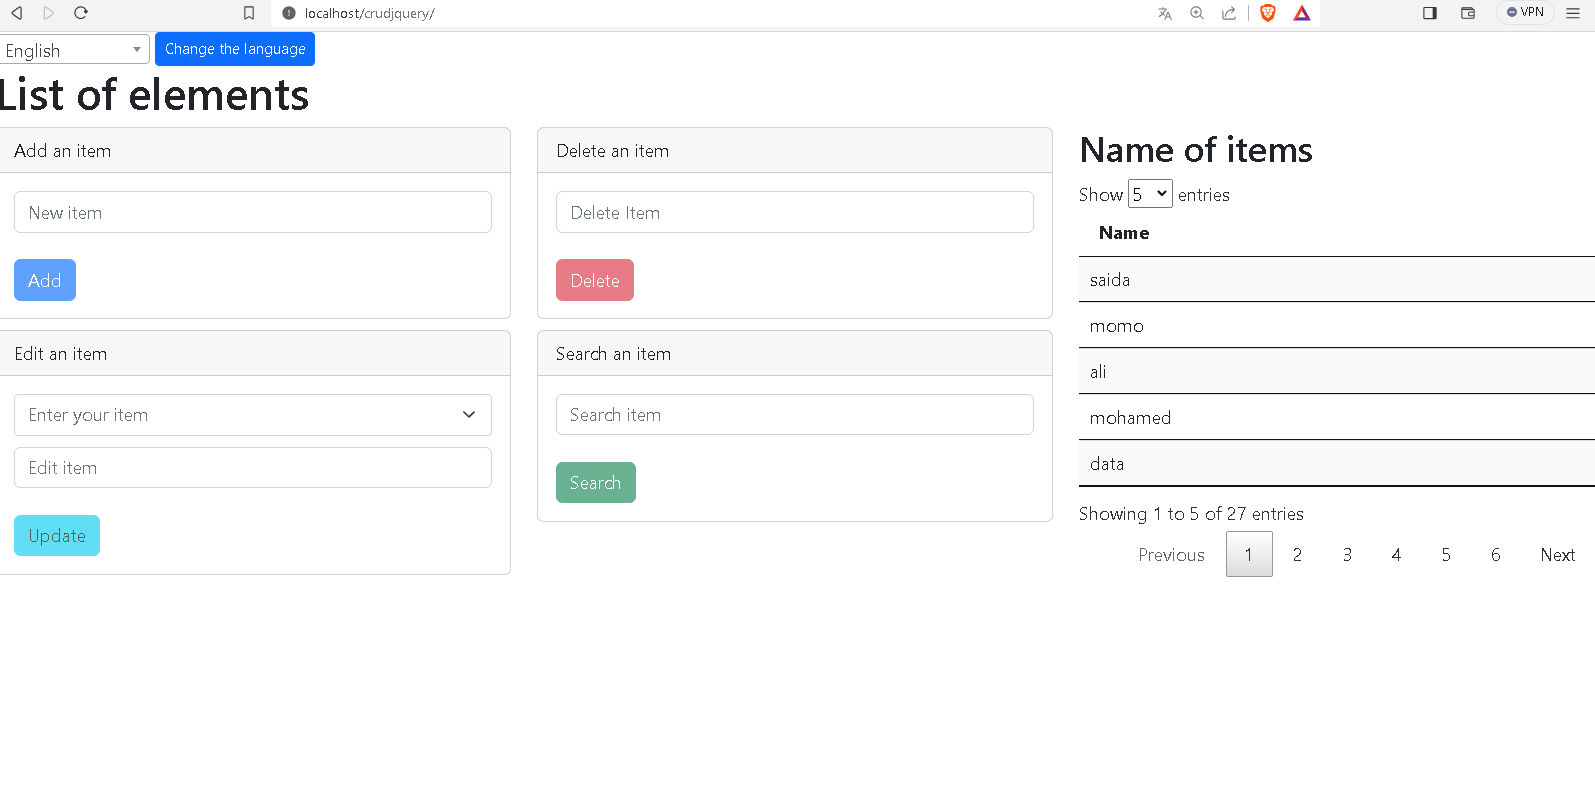 localhost/crudjquery/
VPN
English
Change the language
List of elements
Add an item
New item
Add
Delete an item
Delete Item
Delete
Edit an item
Enter your item
Edit item
Update
Search an item
Search item
Search
Name of items
Show 5 entries
Name
saida
momo
ali
mohamed
data
Showing 1 to 5 of 27 entries
Previous 1 2 3 4 5 6 Next